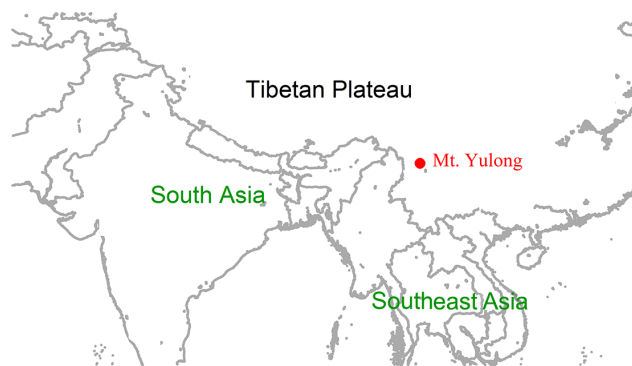 Tibetan Plateau
Mt. Yulong
South Asia
Southeast Asia